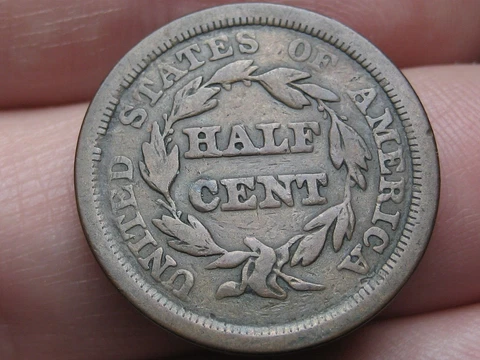 UNITED STATES OF AMERICA
HALF
CENT